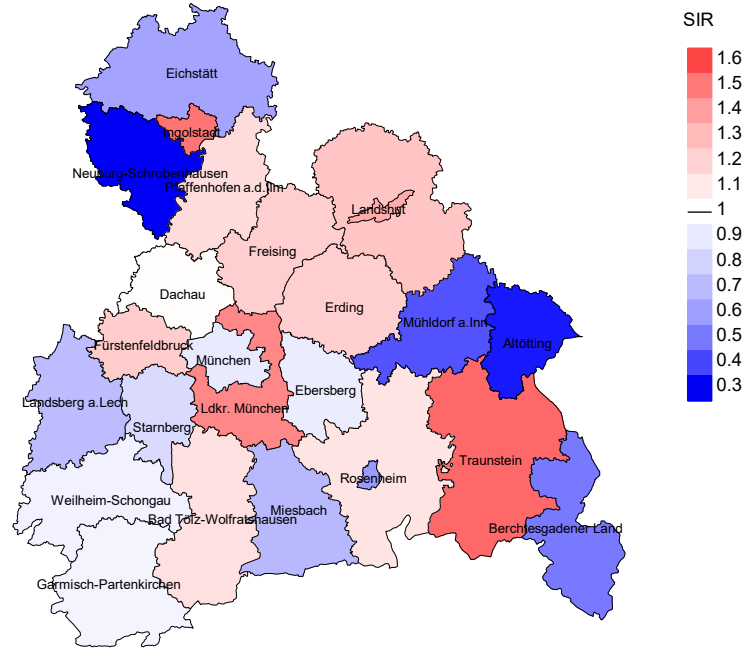 SIR
1.6
1.5
1.4
1.3
1.2
1.1
1
0.9
0.8
0.7
0.6
0.5
0.4
0.3
Eichstätt
Ingolstadt
Neuburg-Schrobenhausen
Pfaffenhofen a.d.Ilm
Landshut
Freising
Dachau
Erding
Mühldorf a.Inn
Altötting
Fürstenfeldbruck
München
Ebersberg
Landsberg a.Lech
Ldkr. München
Starnberg
Traunstein
Rosenheim
Miesbach
Weilheim-Schongau
Bad Tölz-Wolfratshausen
Berchtesgadener Land
Garmisch-Partenkirchen